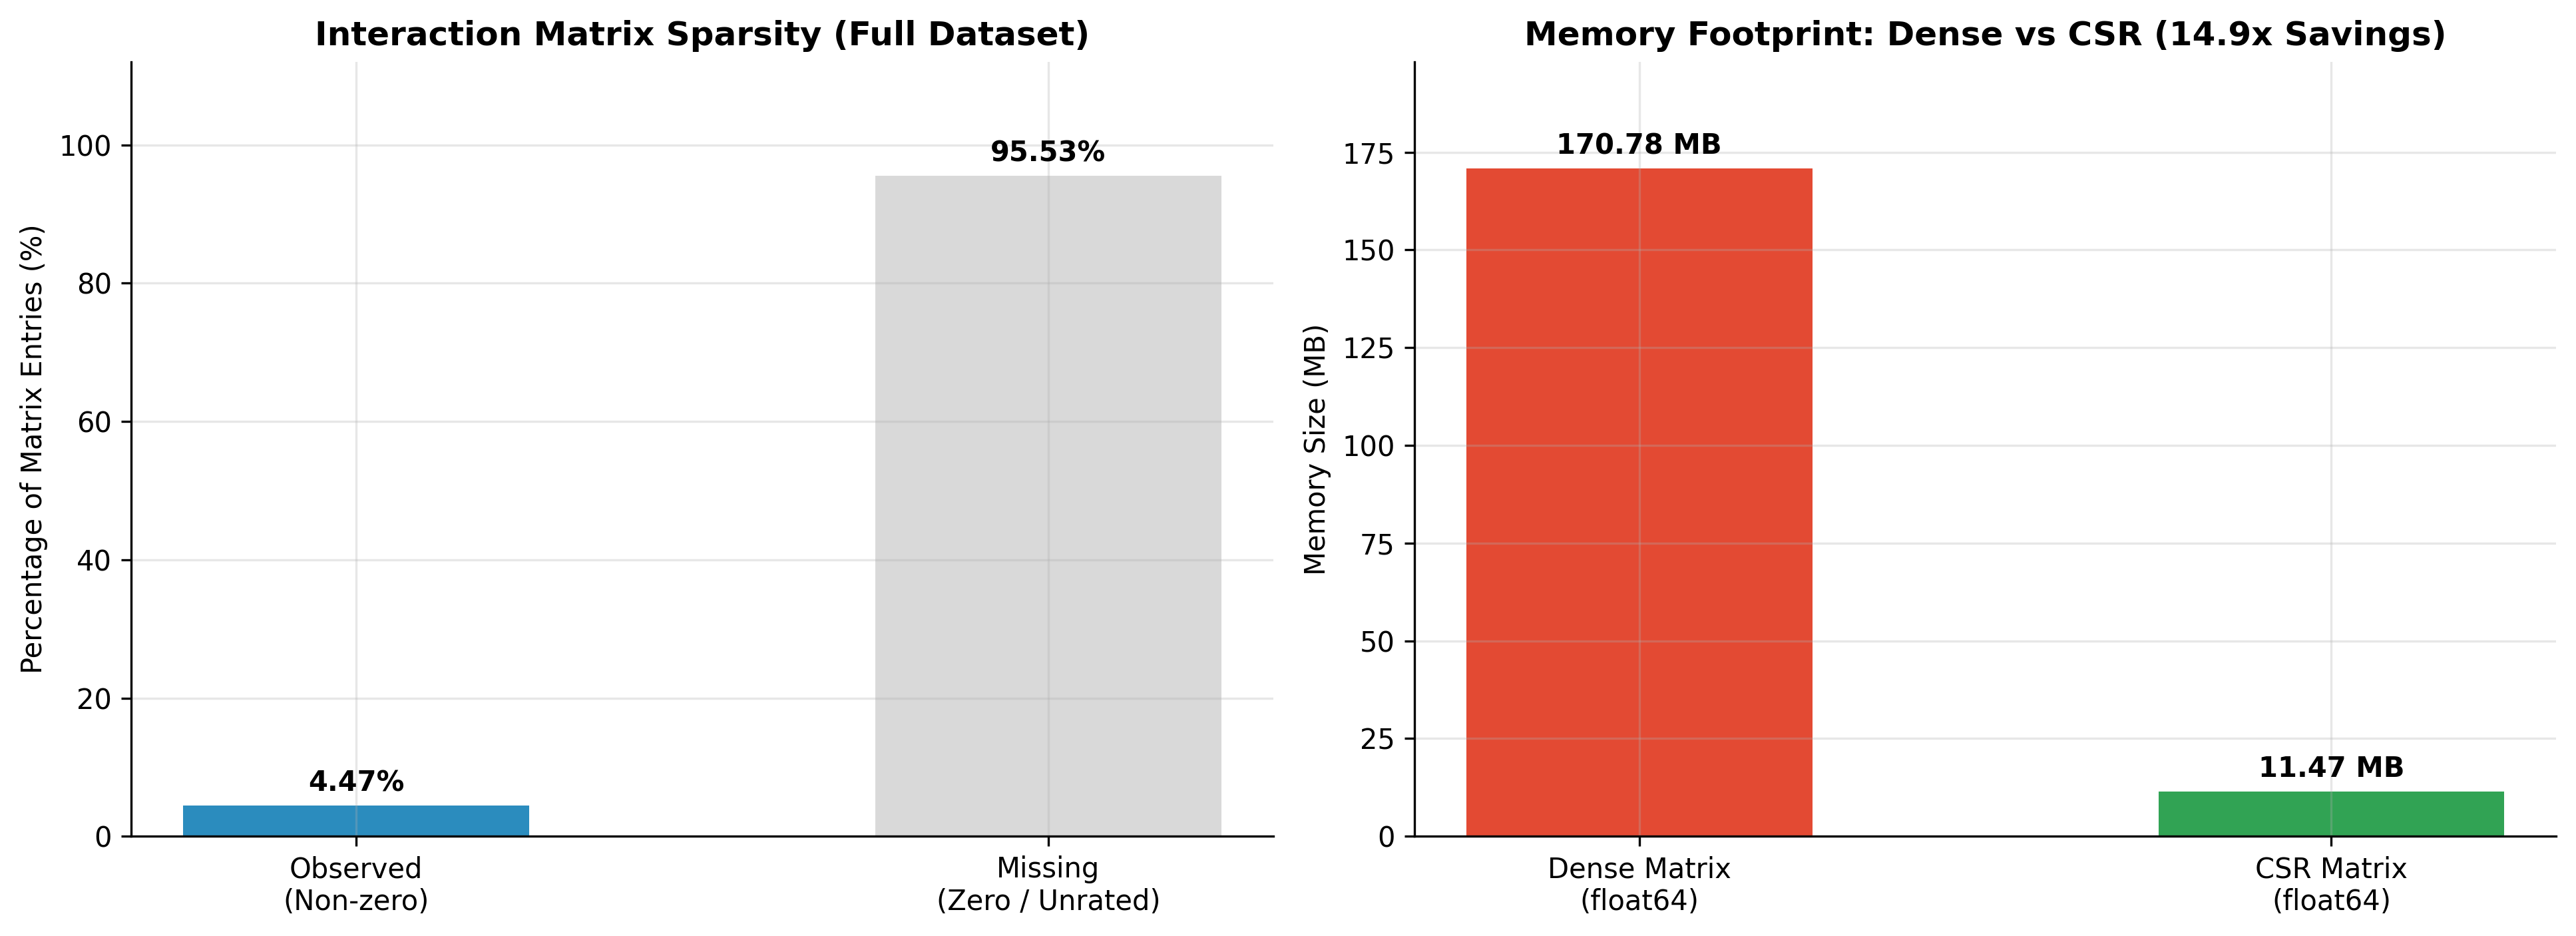 Interaction Matrix Sparsity (Full Dataset)
Percentage of Matrix Entries (%)
100
80
60
40
20
0
4.47%
95.53%
Observed
(Non-zero)
Missing
(Zero / Unrated)
Memory Footprint: Dense vs CSR (14.9x Savings)
Memory Size (MB)
175
150
125
100
75
50
25
0
170.78 MB
11.47 MB
Dense Matrix
(float64)
CSR Matrix
(float64)